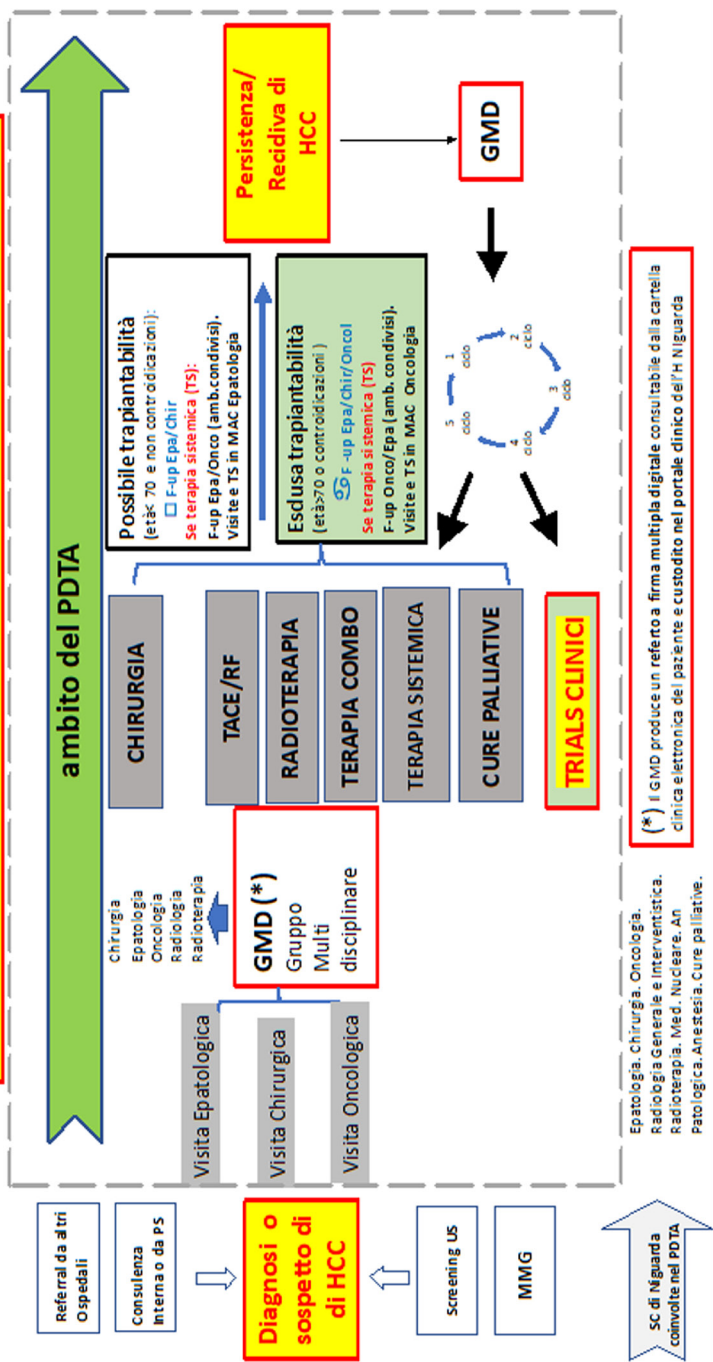 ambito del PDTA
Referral da altri
Ospedali
Consulenza
Interna o da PS
Diagnosi o
sospetto di
di HCC
Screening US
MMG
Visita Epatologica
Visita Chirurgica
Visita Oncologica
Chirurgia
Epatologia
Oncologia
Radiologia
Radioterapia
GMD (*)
Gruppo
Multi
disciplinare
CHIRURGIA
TACE/RF
RADIOTERAPIA
TERAPIA COMBO
TERAPIA SISTEMICA
CURE PALLIATIVE
TRIALS CLINICI
Possibile trapiantabilità
(età< 70 e non controidicazioni):
F-up Epa/Chir
Se terapia sistemica (TS):
F-up Epa/Onco (amb.condivisi).
Visite e TS in MAC Epatologia
Esclusa trapiantabilità
(età>70 o controidicazioni)
F -up Epa/chir/Oncol
Se terapia sistemica (TS)
F-up Onco/Epa (amb. condivisi).
Visite e TS in MAC Oncologia
Persistenza/
Recidiva di
HCC
GMD
1
ciclo
2
ciclo
3
ciclo
4
ciclo
5
ciclo
SC di Niguarda
coinvolte nel PDTA
Epatologia. Chirurgia. Oncologia.
Radiologia Generale e Interventistica.
Radioterapia. Med. Nucleare. An
Patologica. Anestesia. Cure palliative.
(*) Il GMD produce un referto a firma multipla digitale consultabile dalla cartella
clinica elettronica del paziente e custodito nel portale clinico dell'H Niguarda